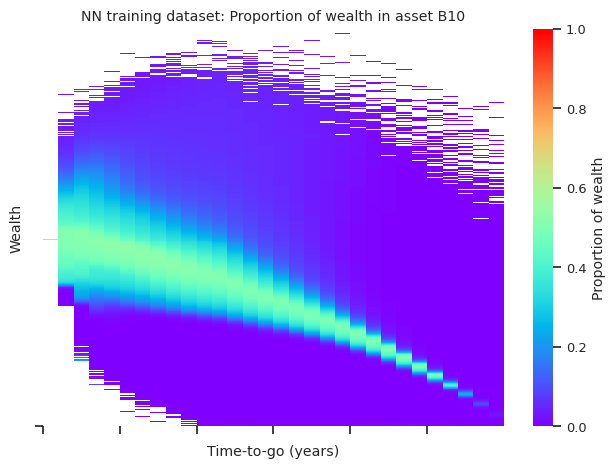 NN training dataset: Proportion of wealth in asset B10
Wealth
Time-to-go (years)
1.0
0.8
0.6
0.4
0.2
0.0
Proportion of wealth